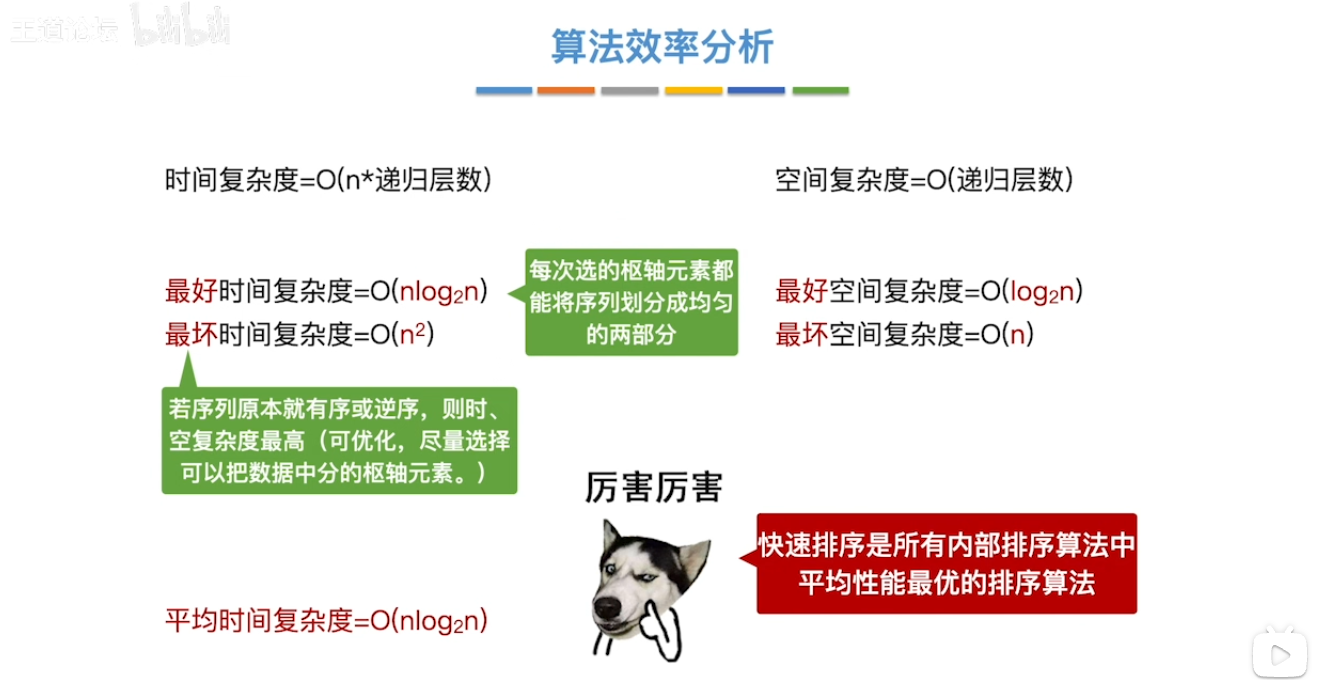 王道论坛 bilibili
算法效率分析
时间复杂度=O(n*递归层数)
空间复杂度=O(递归层数)
最好时间复杂度=O(nlog₂n)
最坏时间复杂度=O(n²)
每次选的枢轴元素都
能将序列划分成均匀
的两部分
最好空间复杂度=O(log₂n)
最坏空间复杂度=O(n)
若序列原本就有序或逆序，则时、
空复杂度最高（可优化，尽量选择
可以把数据中分的枢轴元素。）
厉害厉害
快速排序是所有内部排序算法中
平均性能最优的排序算法
平均时间复杂度=O(nlog₂n)